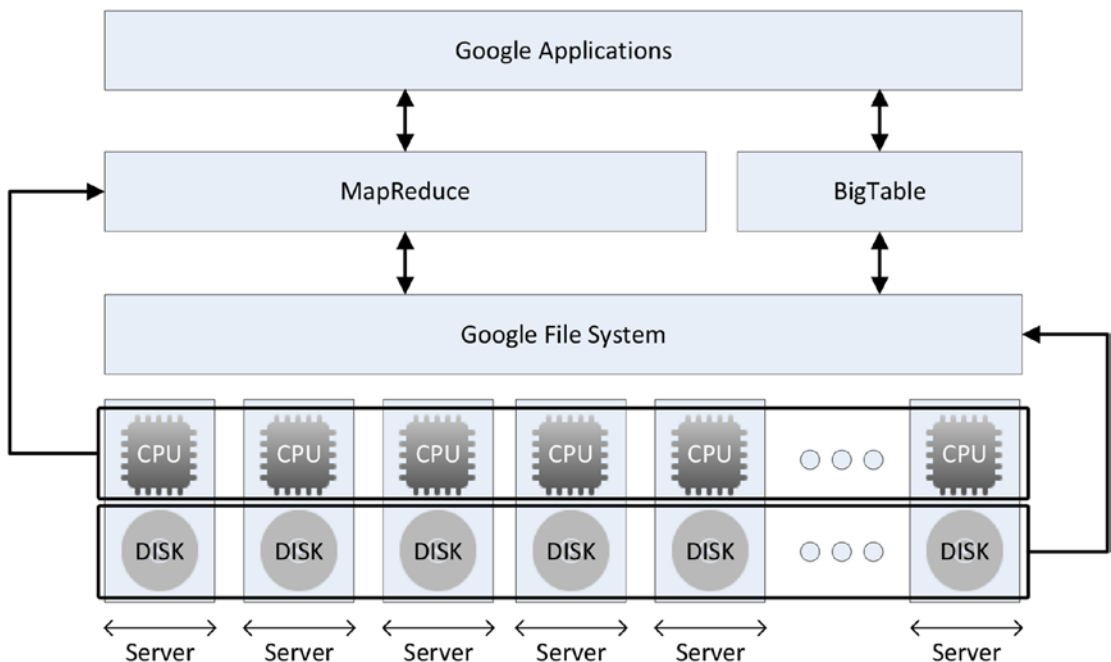 Google Applications
MapReduce
BigTable
Google File System
CPU CPU CPU CPU CPU CPU
DISK DISK DISK DISK DISK DISK
Server Server Server Server Server Server